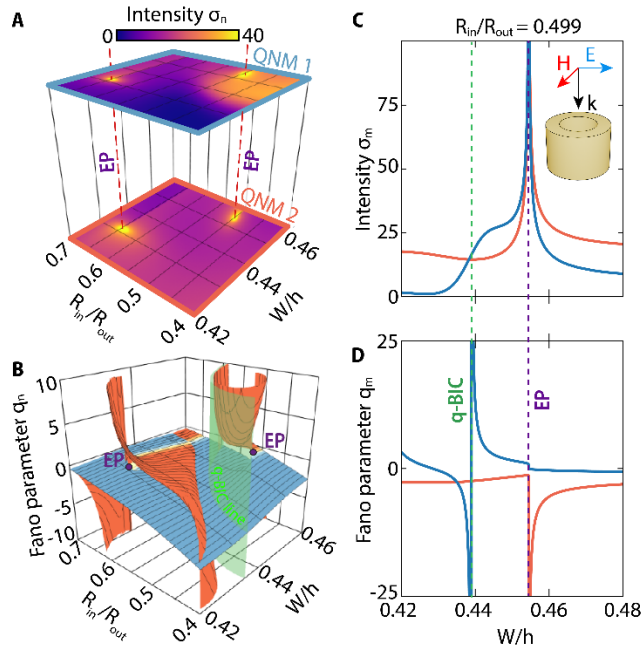 A
Intensity σn
0
40
QNM 1
EP
EP
QNM 2
0.7
0.6
0.5
0.4
Rin/Rout
0.42
0.44
0.46
W/h
B
Fano parameter qn
10
5
0
-5
-10
EP
EP
0.7
0.6
0.5
0.4
Rin/Rout
0.42
0.44
0.46
W/h
C
Rin/Rout = 0.499
Intensity σm
75
50
25
0
H
E
k
D
Fano parameter qm
25
0
-25
q-BIC
EP
0.42
0.44
0.46
0.48
W/h